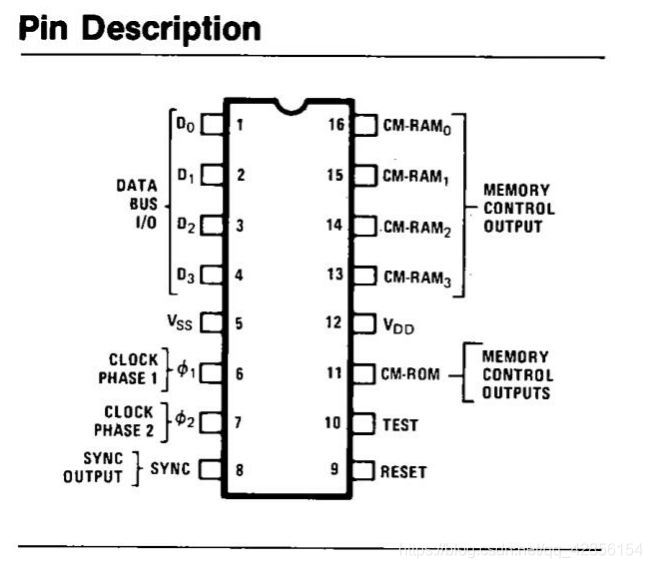 Pin Description
D0 1 16 CM-RAM0
D1 2 15 CM-RAM1
DATA
BUS
I/O
MEMORY
CONTROL
OUTPUT
D2 3 14 CM-RAM2
D3 4 13 CM-RAM3
VSS 5 12 VDD
CLOCK
PHASE 1
ϕ1 6 11 CM-ROM
MEMORY
CONTROL
OUTPUTS
CLOCK
PHASE 2
ϕ2 7 10 TEST
SYNC
OUTPUT
SYNC 8 9 RESET